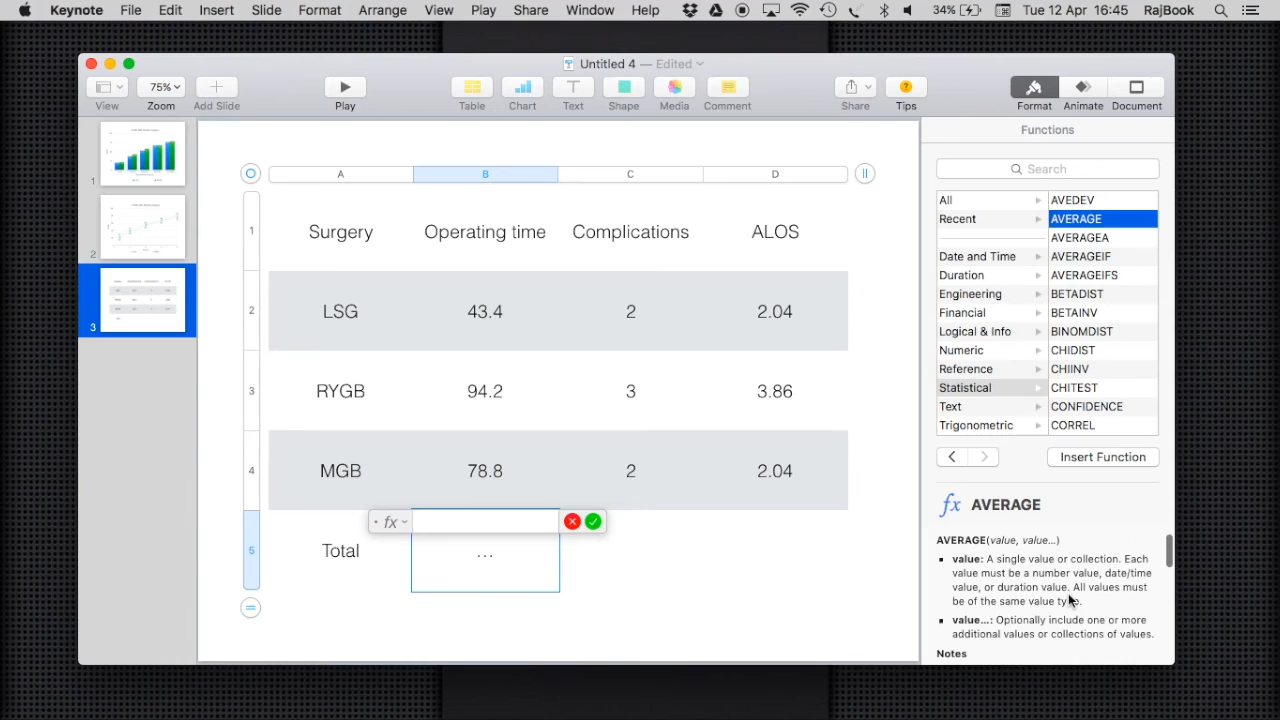 Keynote File Edit Insert Slide Format Arrange View Play Share Window Help 34% Tue 12 Apr 16:45 RajBook
Untitled 4 — Edited
75%
View Zoom Add Slide Play Table Chart Text Shape Media Comment Share Tips Format Animate Document
Functions
Search
All AVEDEV
Recent AVERAGE
AVERAGEA
Date and Time AVERAGEIF
Duration AVERAGEIFS
Engineering BETADIST
Financial BETAINV
Logical & Info BINOMDIST
Numeric CHIDIST
Reference CHIINV
Statistical CHITEST
Text CONFIDENCE
Trigonometric CORREL
Insert Function
fx AVERAGE
AVERAGE(value, value...)
value: A single value or collection. Each
value must be a number value, date/time
value, or duration value. All values must
be of the same value type.
value...: Optionally include one or more
additional values or collections of values.
Notes
1
2
3
A B C D
1 Surgery Operating time Complications ALOS
2 LSG 43.4 2 2.04
3 RYGB 94.2 3 3.86
4 MGB 78.8 2 2.04
fx
5 Total ...